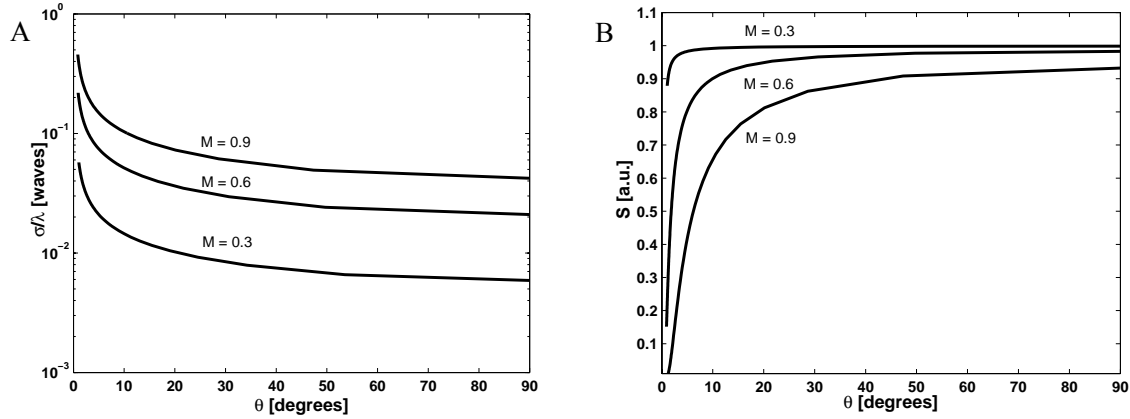 A
10⁰
10⁻¹
10⁻²
10⁻³
σ/λ [waves]
M = 0.9
M = 0.6
M = 0.3
0 10 20 30 40 50 60 70 80 90
θ [degrees]
B
1.1
1
0.9
0.8
0.7
0.6
0.5
0.4
0.3
0.2
0.1
S [a.u.]
M = 0.3
M = 0.6
M = 0.9
0 10 20 30 40 50 60 70 80 90
θ [degrees]